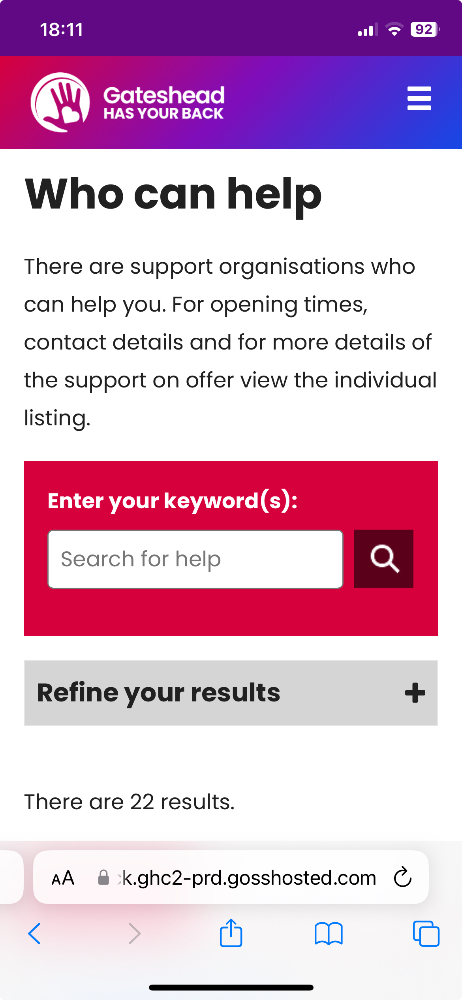 18:11
92
Gateshead
HAS YOUR BACK
Who can help
There are support organisations who
can help you. For opening times,
contact details and for more details of
the support on offer view the individual
listing.
Enter your keyword(s):
Search for help
Refine your results
There are 22 results.
AA
k.ghc2-prd.gosshosted.com